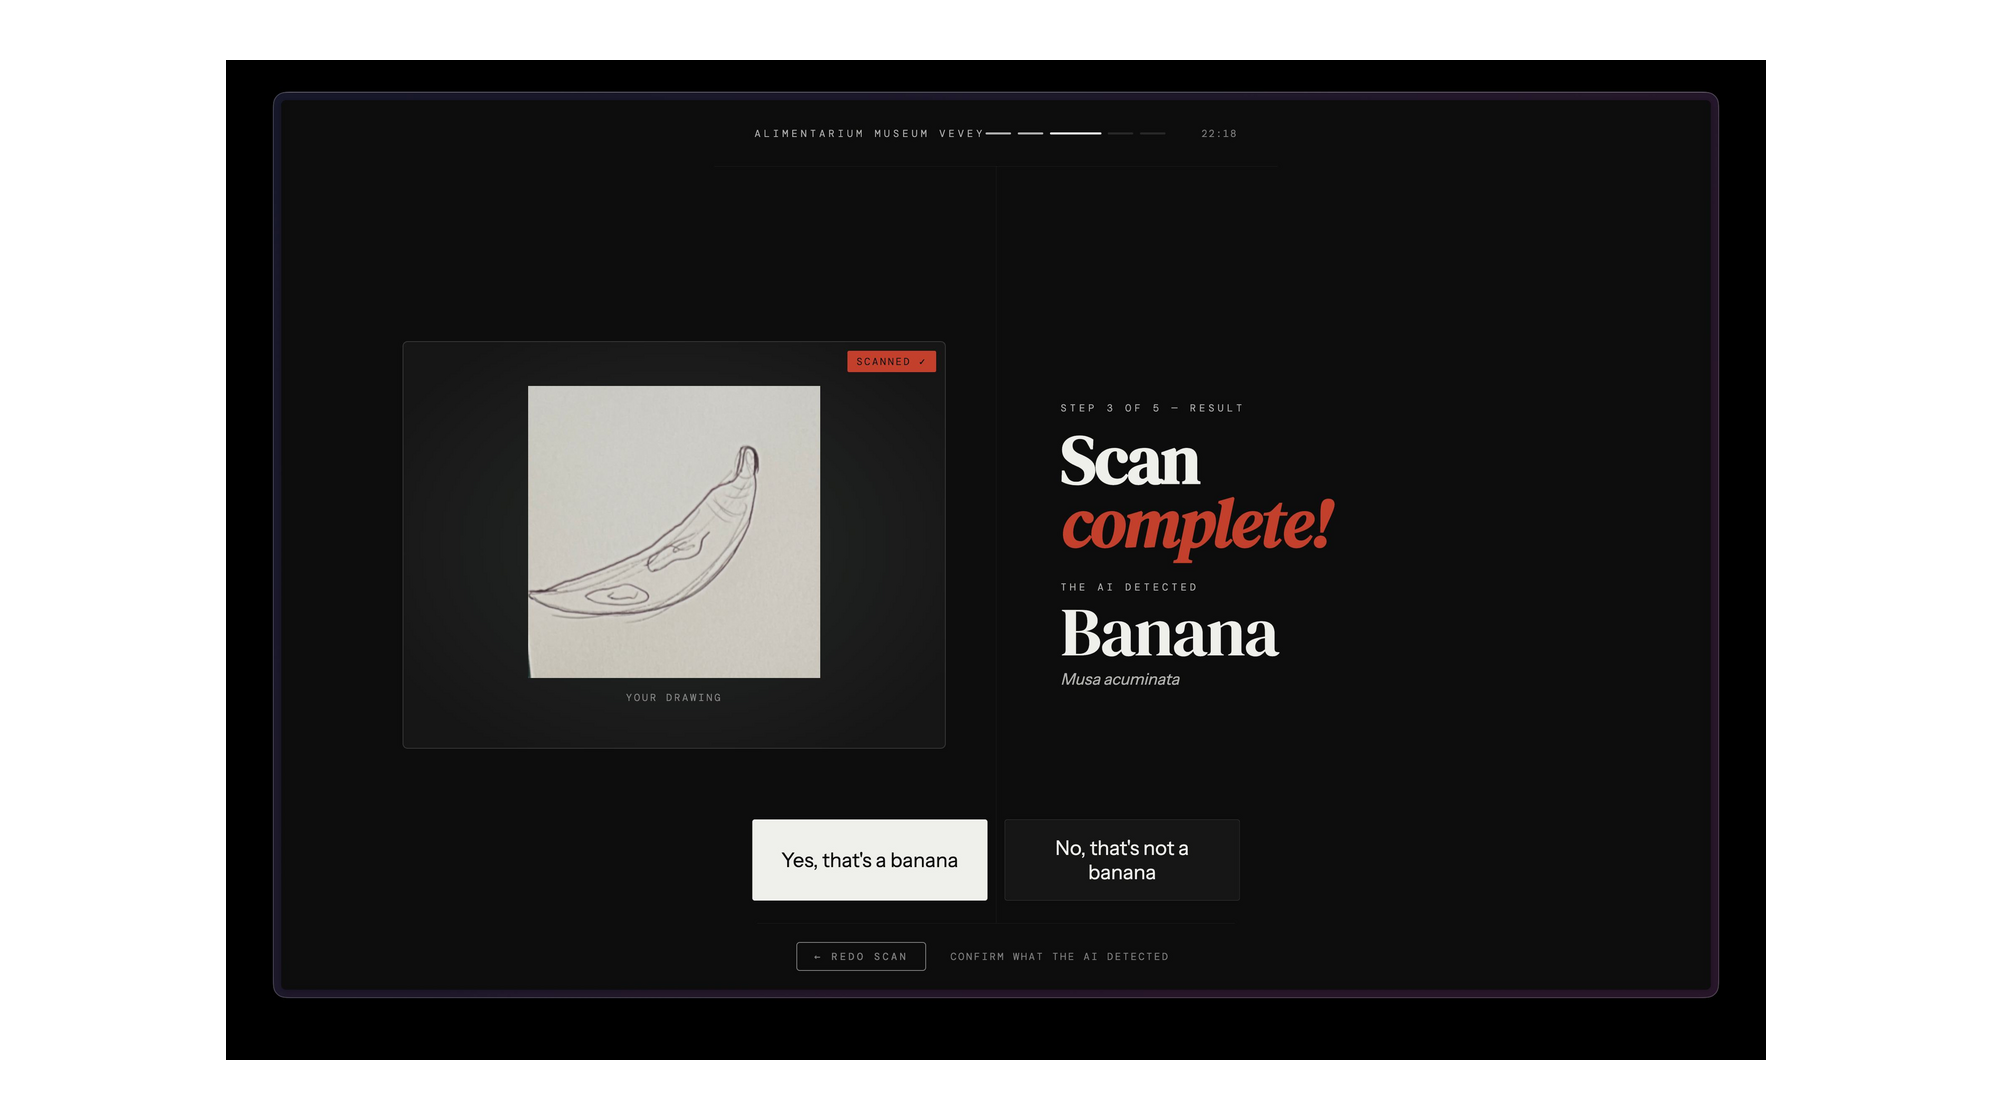 ALIMENTARIUM MUSEUM VEVEY
22:18
SCANNED ✓
YOUR DRAWING
STEP 3 OF 5 — RESULT
Scan
complete!
THE AI DETECTED
Banana
Musa acuminata
Yes, that's a banana
No, that's not a
banana
← REDO SCAN
CONFIRM WHAT THE AI DETECTED